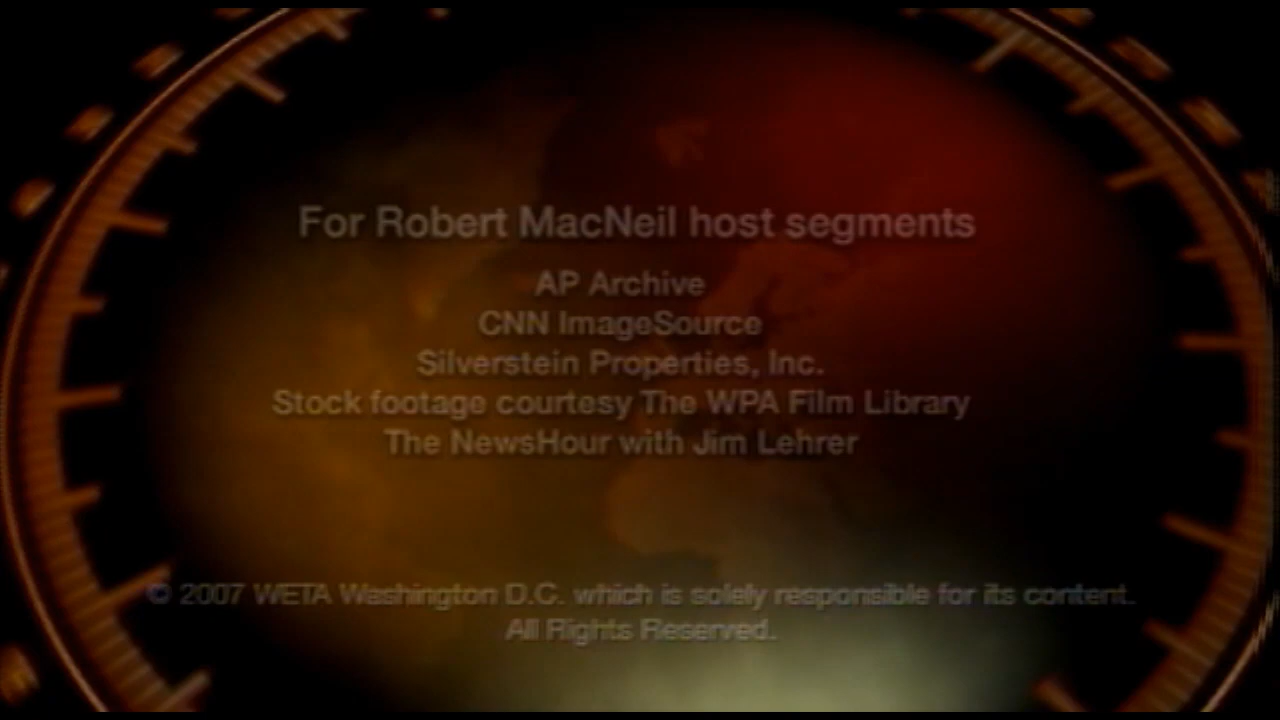 For Robert MacNeil host segments
AP Archive
CNN ImageSource
Silverstein Properties, Inc.
Stock footage courtesy The WPA Film Library
The NewsHour with Jim Lehrer
© 2007 WETA Washington D.C. which is solely responsible for its content.
All Rights Reserved.